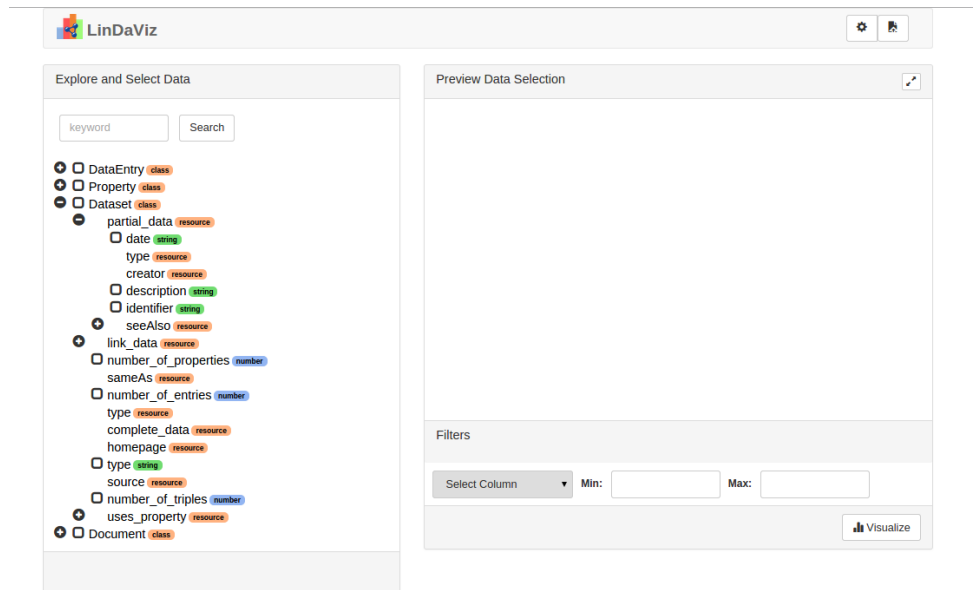 LinDaViz
Explore and Select Data
keyword
Search
DataEntry class
Property class
Dataset class
partial_data resource
date string
type resource
creator resource
description string
identifier string
seeAlso resource
link_data resource
number_of_properties number
sameAs resource
number_of_entries number
type resource
complete_data resource
homepage resource
type string
source resource
number_of_triples number
uses_property resource
Document class
Preview Data Selection
Filters
Select Column Min: Max:
Visualize